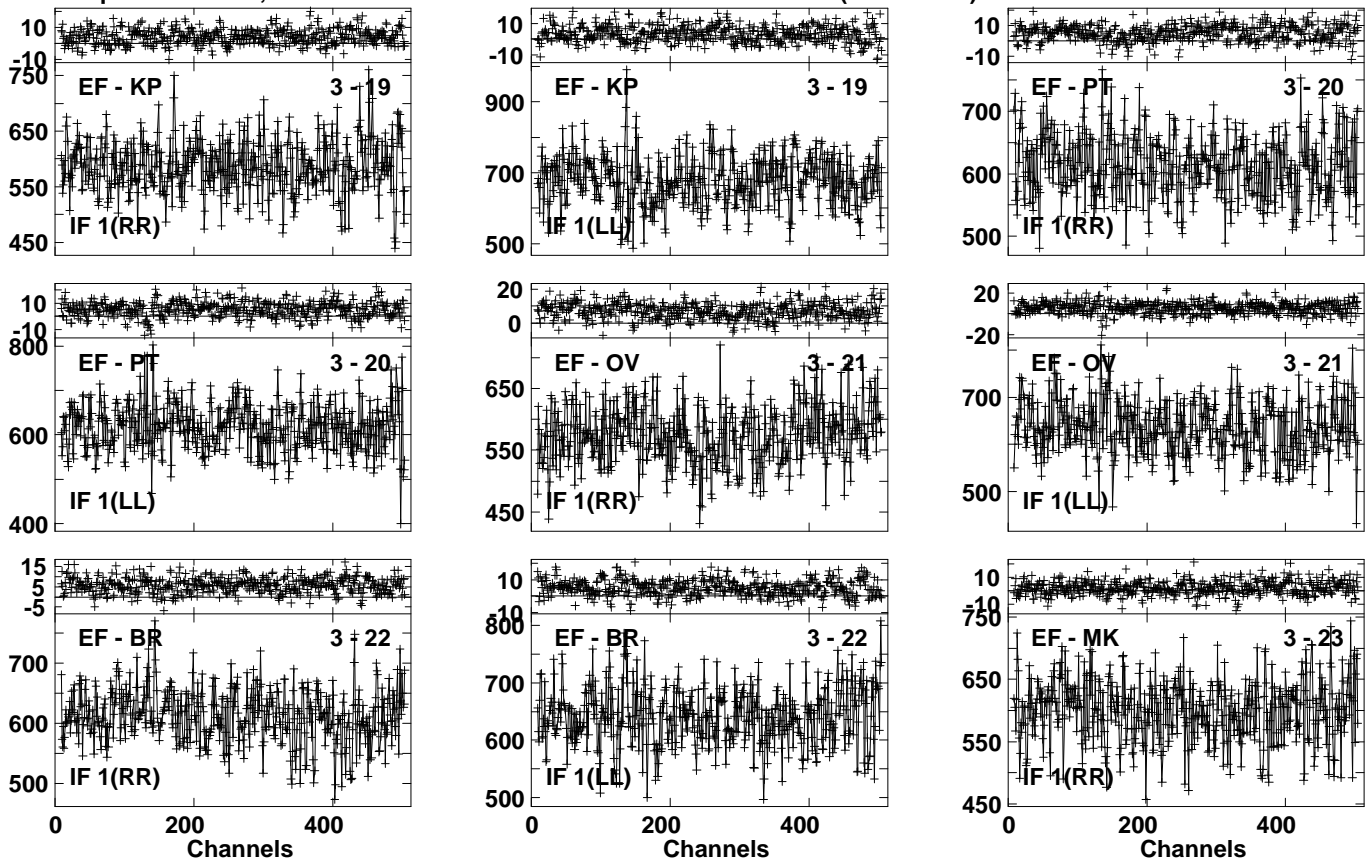 10 10 10
-10 -10 -10
750 EF - KP 3 - 19 900 EF - KP 3 - 19 700 EF - PT 3 - 20
650 700 600
550
450 IF 1(RR) 500 IF 1(LL) 500 IF 1(RR)
10 20 20
-10 0 -20
800 EF - PT 3 - 20 650 EF - OV 3 - 21 700 EF - OV 3 - 21
600 550
IF 1(LL) IF 1(RR) 500 IF 1(LL)
400 450
15 10 10
5
-5 -10 -10
700 EF - BR 3 - 22 800 EF - BR 3 - 22 750 EF - MK 3 - 23
600 700 650
600 550
500 IF 1(RR) 500 IF 1(LL) 450 IF 1(RR)
0 200 400 0 200 400 0 200 400
Channels Channels Channels